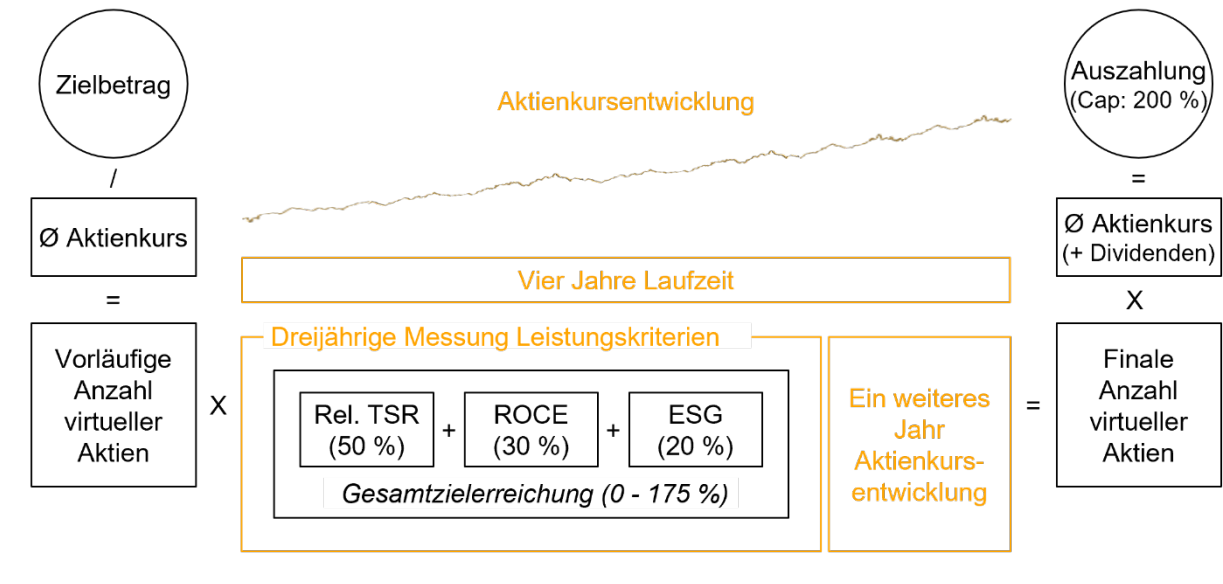 Zielbetrag
/
Ø Aktienkurs
=
Vorläufige
Anzahl
virtueller
Aktien
X
Aktienkursentwicklung
Vier Jahre Laufzeit
Dreijährige Messung Leistungskriterien
Rel. TSR
(50 %)
+
ROCE
(30 %)
+
ESG
(20 %)
Gesamtzielerreichung (0 - 175 %)
Ein weiteres
Jahr
Aktienkurs-
entwicklung
=
Auszahlung
(Cap: 200 %)
=
Ø Aktienkurs
(+ Dividenden)
X
Finale
Anzahl
virtueller
Aktien